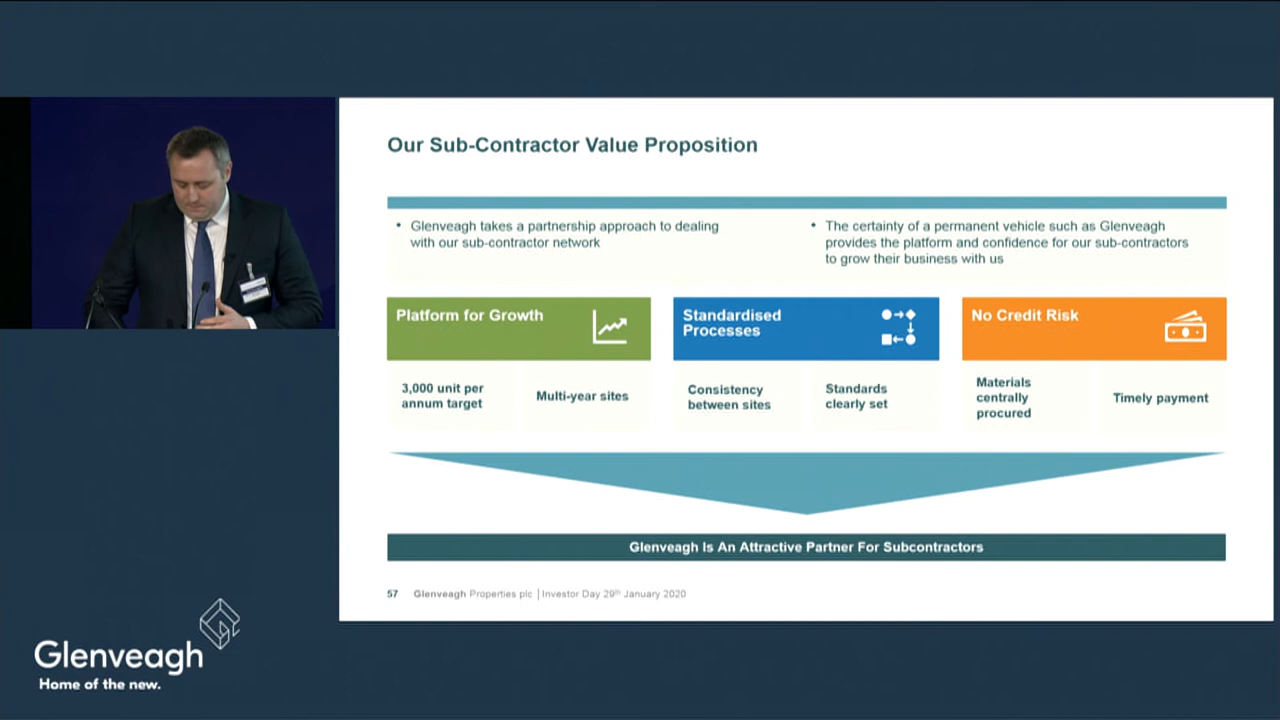 Our Sub-Contractor Value Proposition
• Glenveagh takes a partnership approach to dealing
with our sub-contractor network
• The certainty of a permanent vehicle such as Glenveagh
provides the platform and confidence for our sub-contractors
to grow their business with us
Platform for Growth
Standardised
Processes
No Credit Risk
3,000 unit per
annum target
Multi-year sites
Consistency
between sites
Standards
clearly set
Materials
centrally
procured
Timely payment
Glenveagh Is An Attractive Partner For Subcontractors
57 Glenveagh Properties plc | Investor Day 29th January 2020
Glenveagh
Home of the new.